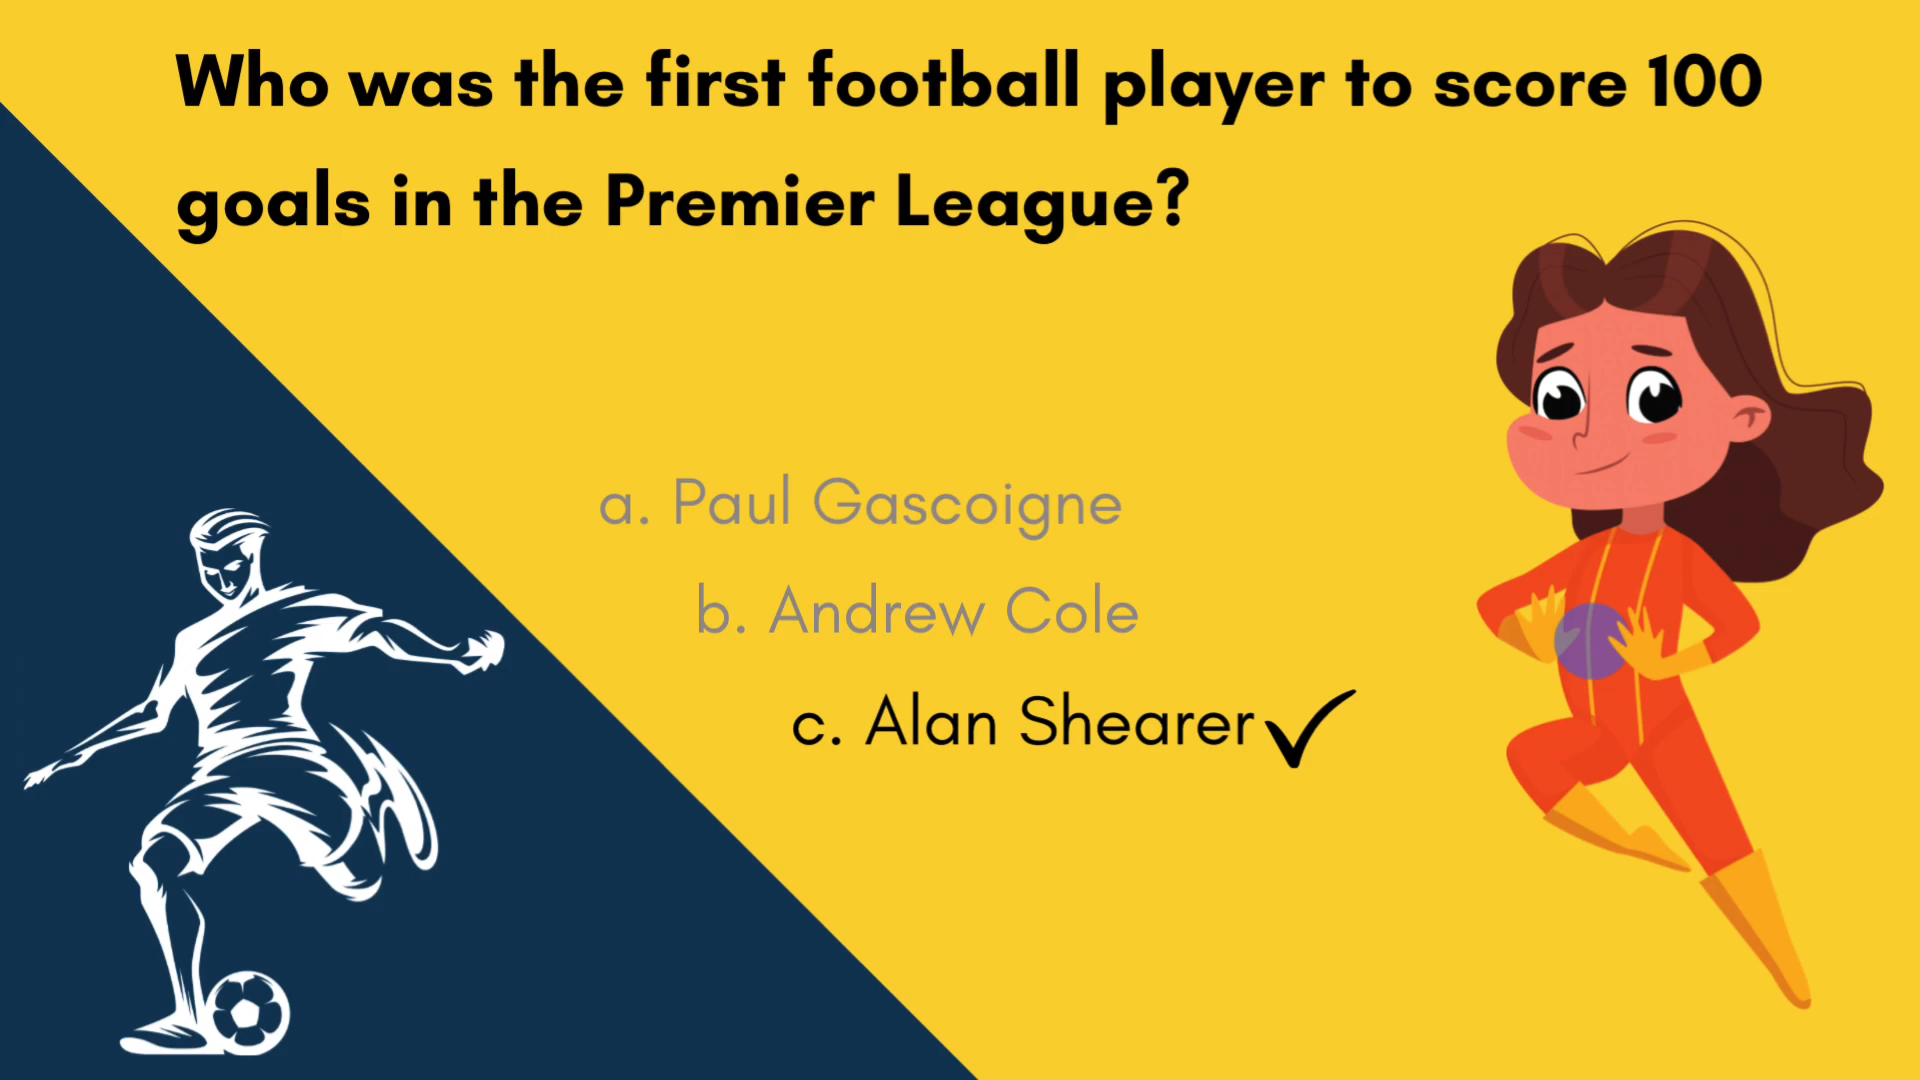 Who was the first football player to score 100
goals in the Premier League?
a. Paul Gascoigne
b. Andrew Cole
c. Alan Shearer